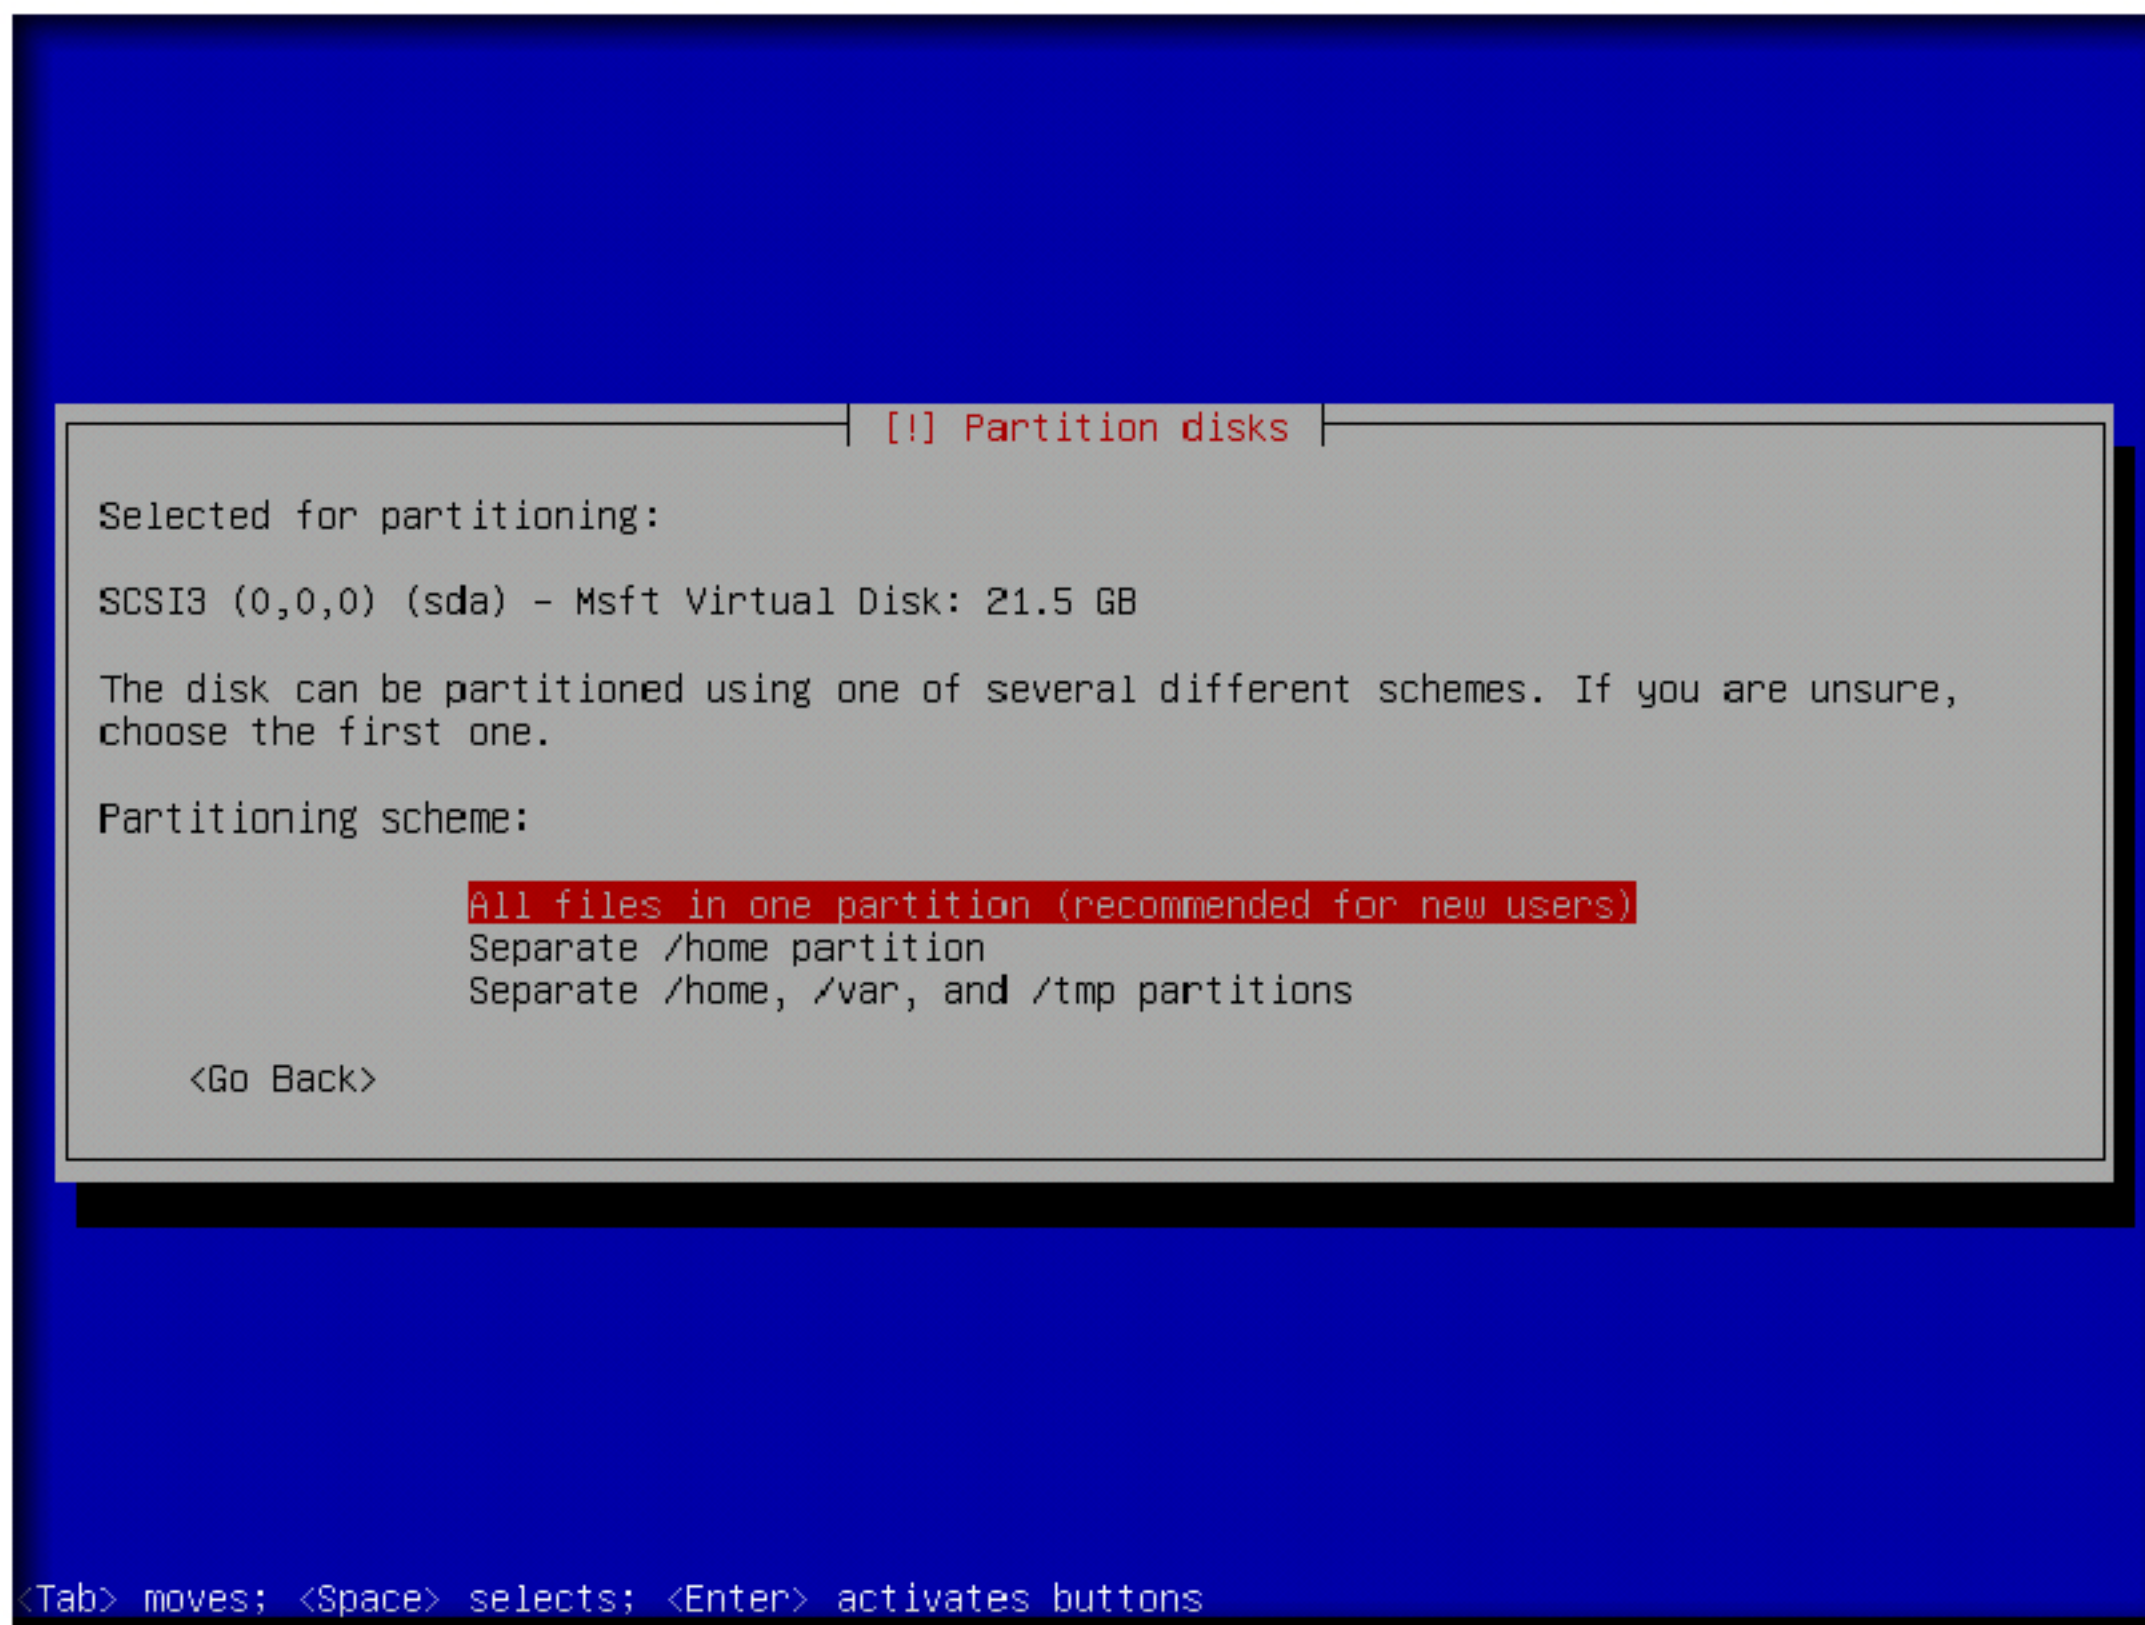 [!] Partition disks
Selected for partitioning:
SCSI3 (0,0,0) (sda) - Msft Virtual Disk: 21.5 GB
The disk can be partitioned using one of several different schemes. If you are unsure,
choose the first one.
Partitioning scheme:
All files in one partition (recommended for new users)
Separate /home partition
Separate /home, /var, and /tmp partitions
<Go Back>
<Tab> moves; <Space> selects; <Enter> activates buttons